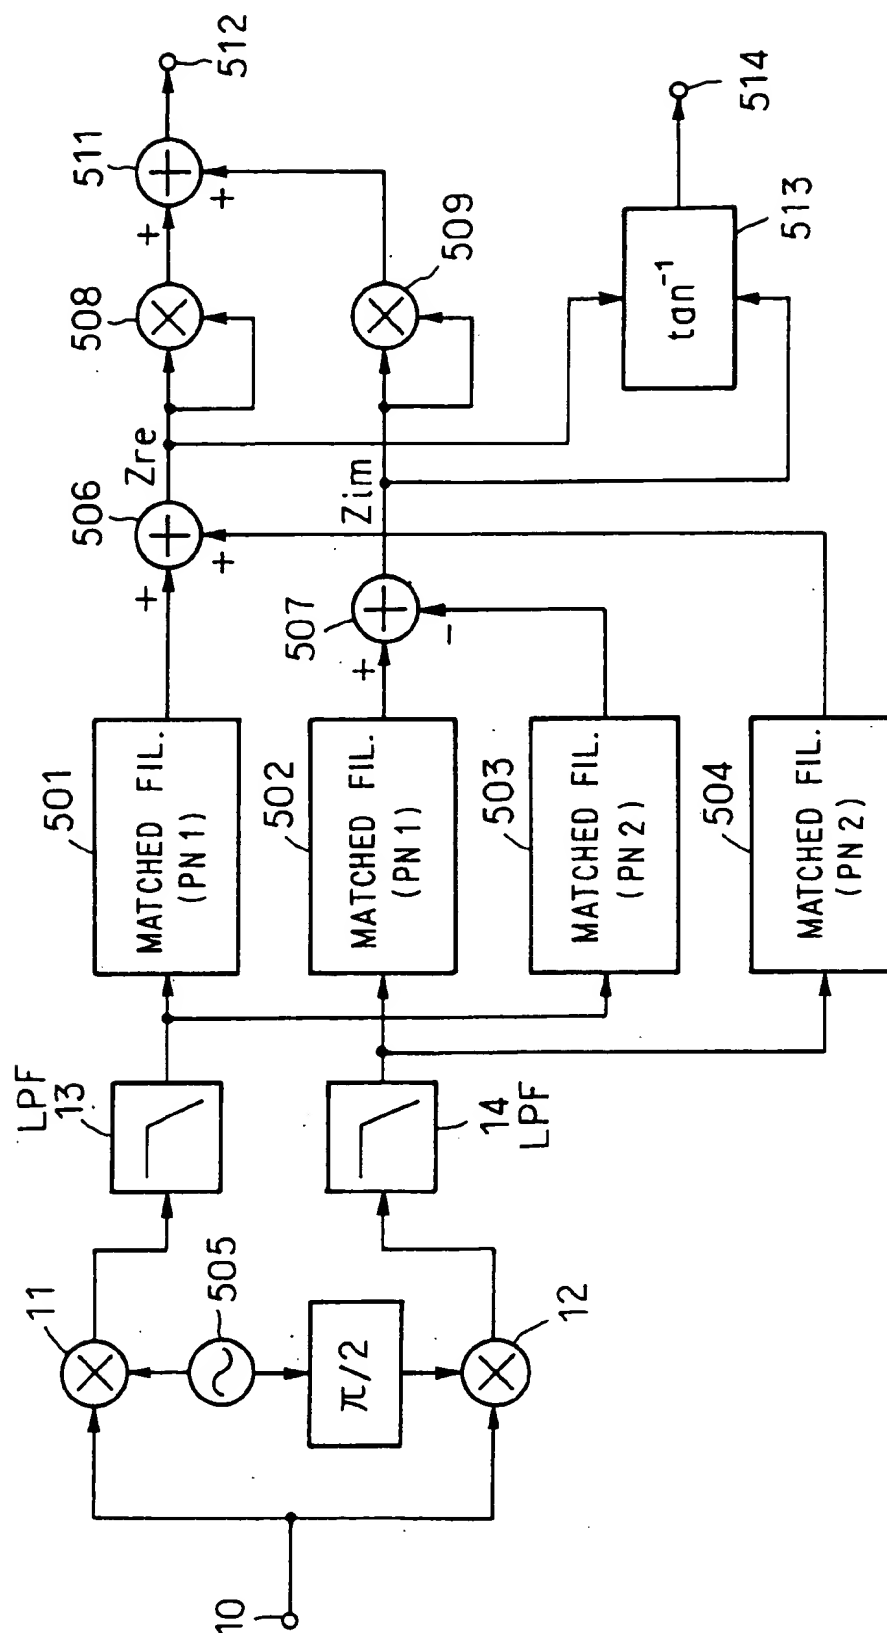 10
11
505
π/2
12
LPF
13
14
LPF
501
MATCHED FIL.
(PN1)
502
MATCHED FIL.
(PN1)
503
MATCHED FIL.
(PN2)
504
MATCHED FIL.
(PN2)
506
+
+
Zre
507
+
-
Zim
508
509
511
+
+
512
tan⁻¹
513
514